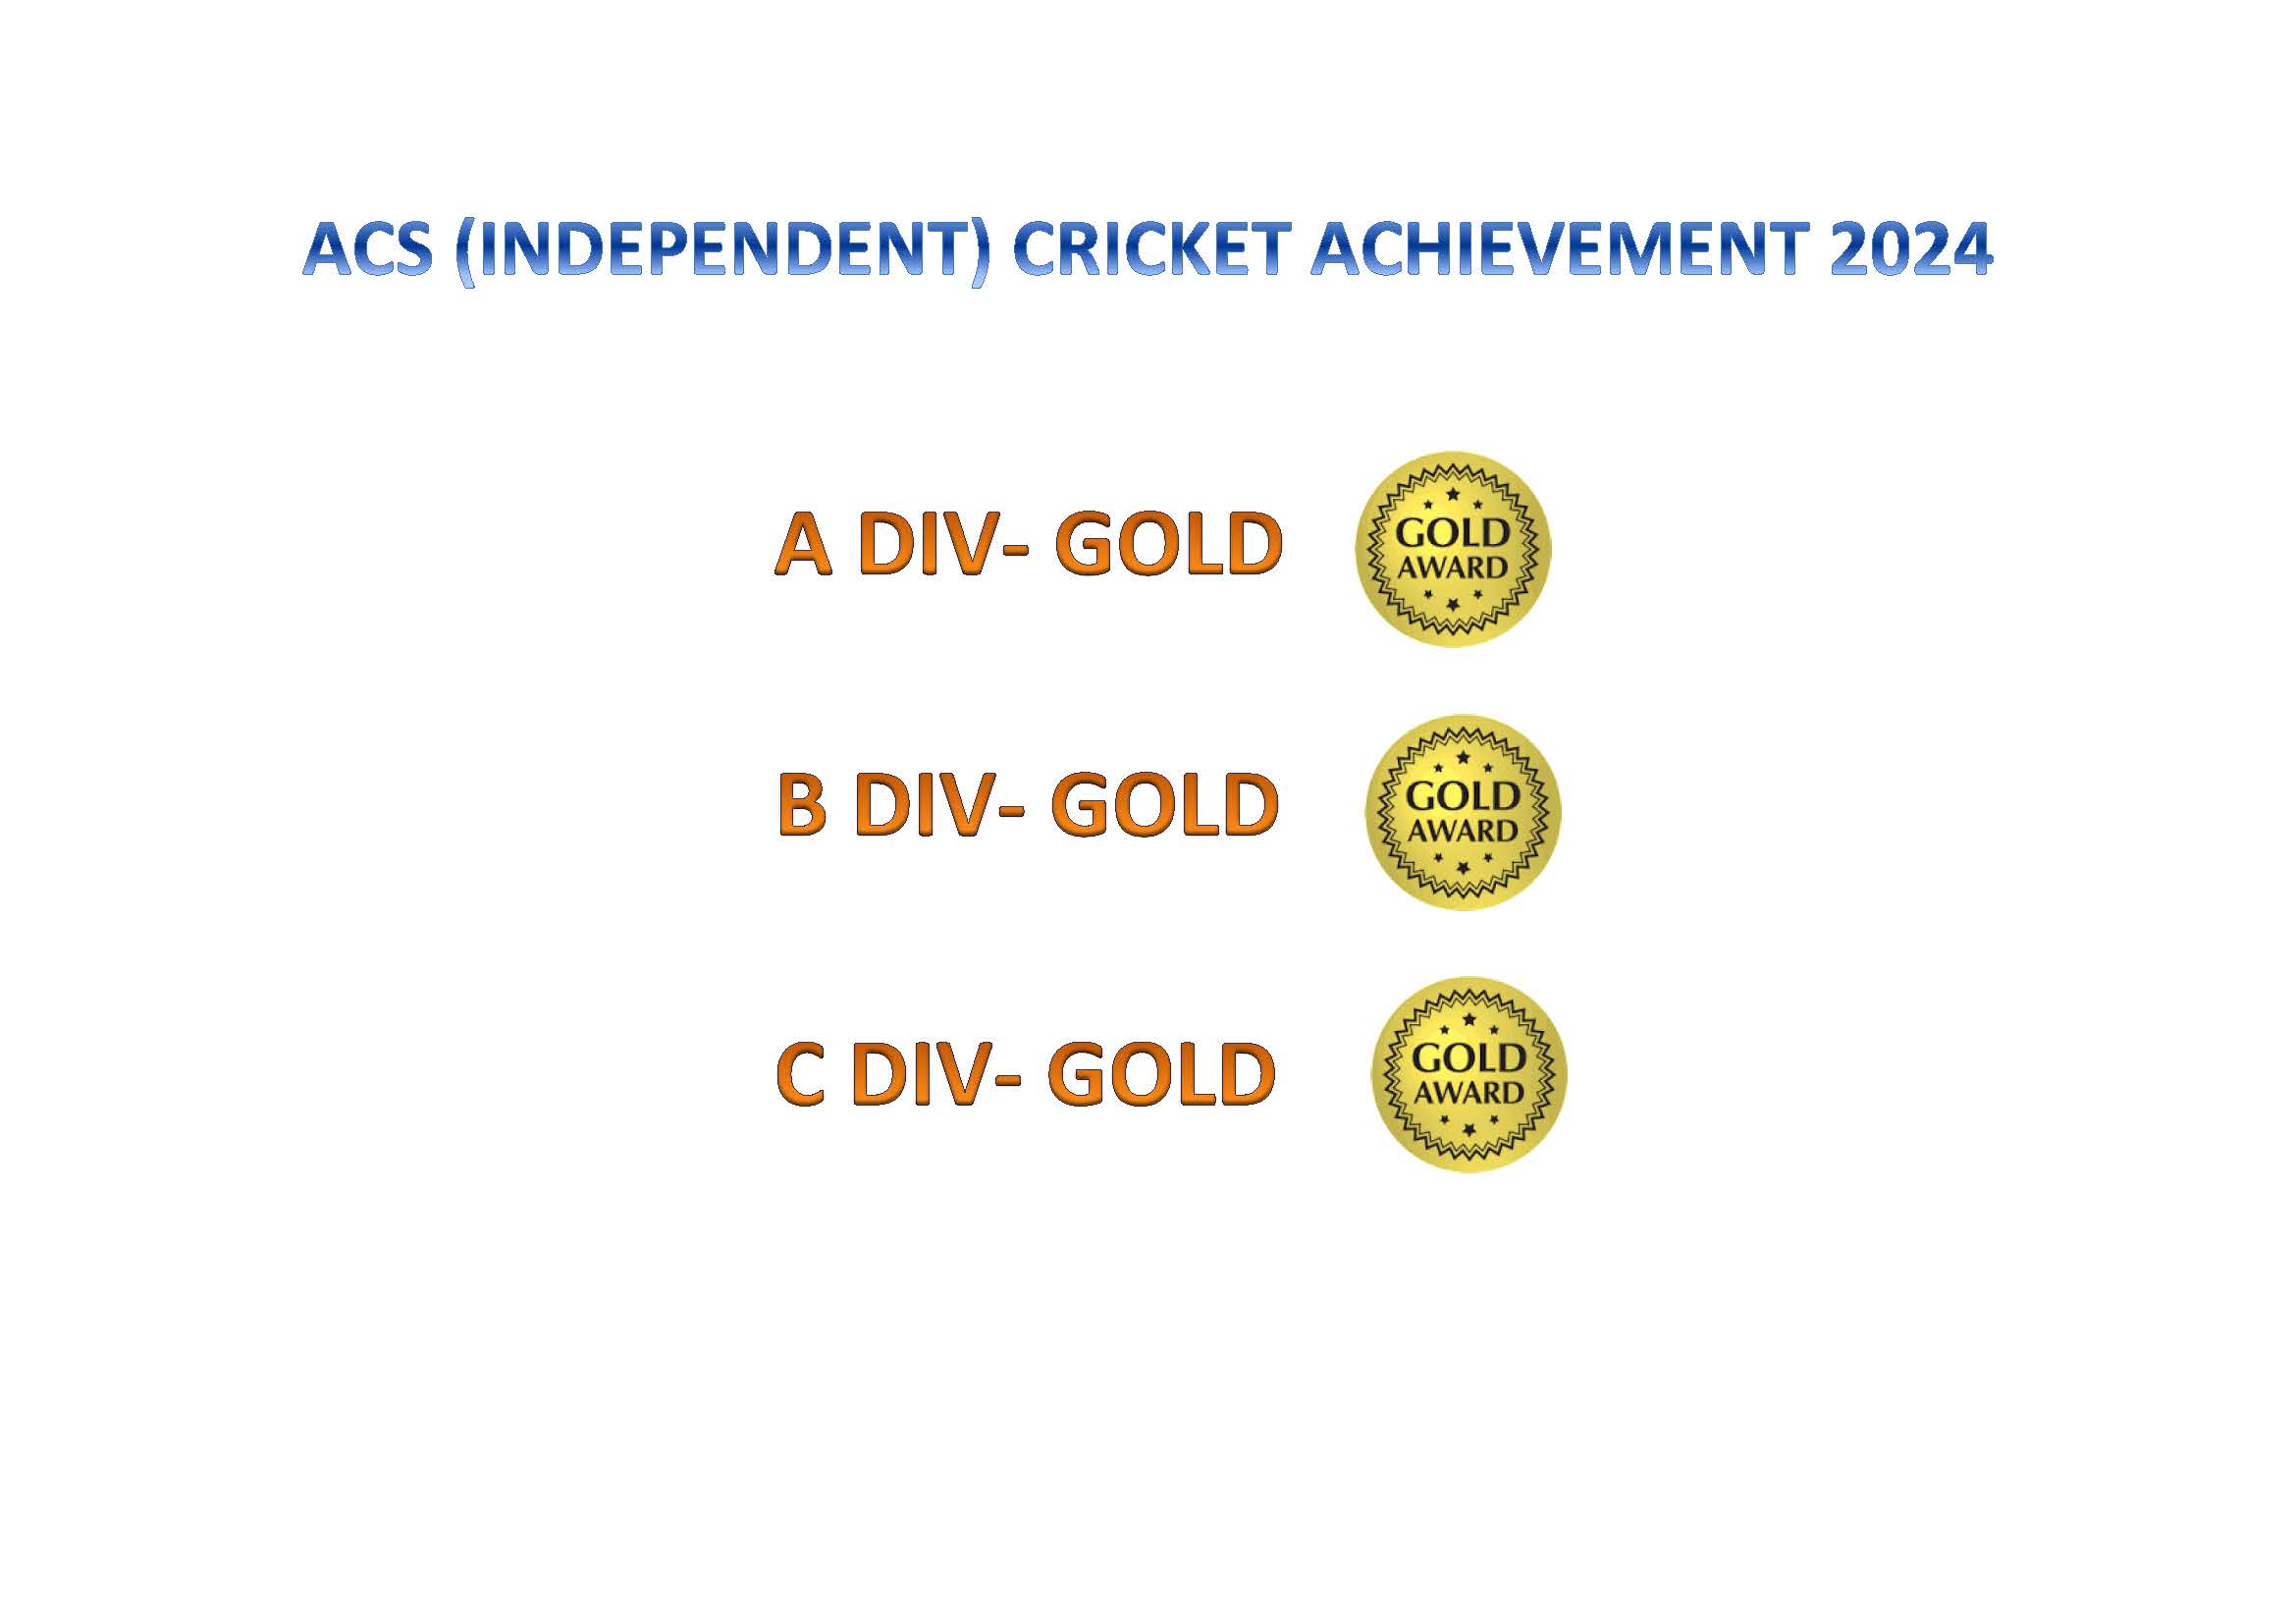 ACS (INDEPENDENT) CRICKET ACHIEVEMENT 2024
A DIV- GOLD
GOLD
AWARD
B DIV- GOLD
GOLD
AWARD
C DIV- GOLD
GOLD
AWARD